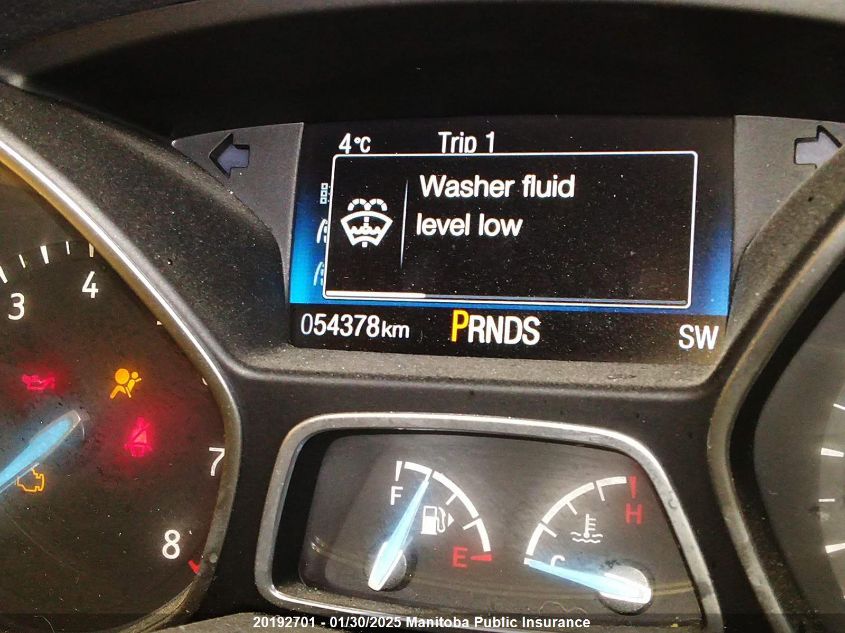 4°C Trip 1
Washer fluid
level low
054378km PRNDS SW
3 4
7
8
F
E
H
C
20192701 - 01/30/2025 Manitoba Public Insurance